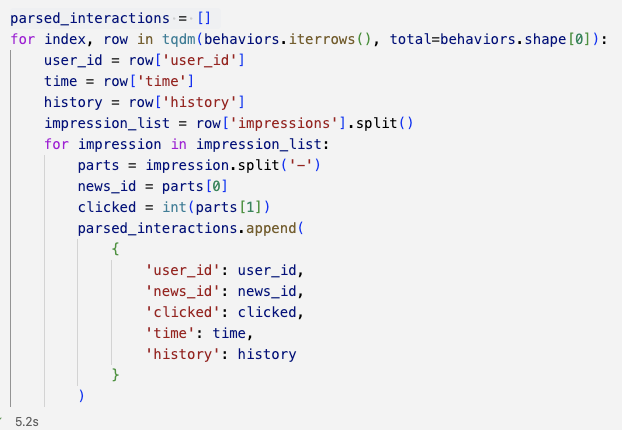 parsed_interactions = []
for index, row in tqdm(behaviors.iterrows(), total=behaviors.shape[0]):
    user_id = row['user_id']
    time = row['time']
    history = row['history']
    impression_list = row['impressions'].split()
    for impression in impression_list:
        parts = impression.split('-')
        news_id = parts[0]
        clicked = int(parts[1])
        parsed_interactions.append(
            {
                'user_id': user_id,
                'news_id': news_id,
                'clicked': clicked,
                'time': time,
                'history': history
            }
        )
5.2s